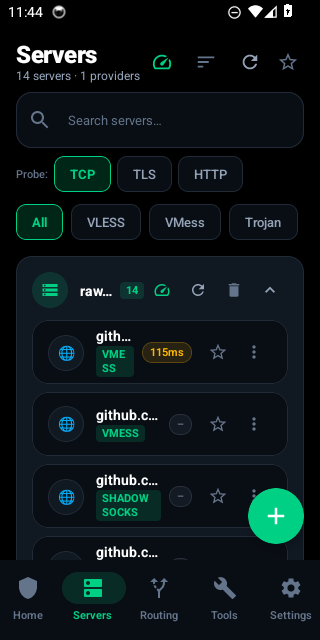 11:44
Servers
14 servers · 1 providers
Search servers…
Probe: TCP TLS HTTP
All VLESS VMess Trojan
raw… 14
gith…
VME
SS
115ms
github.c…
VMESS
–
github.c…
SHADOW
SOCKS
–
github.c…
Home Servers Routing Tools Settings